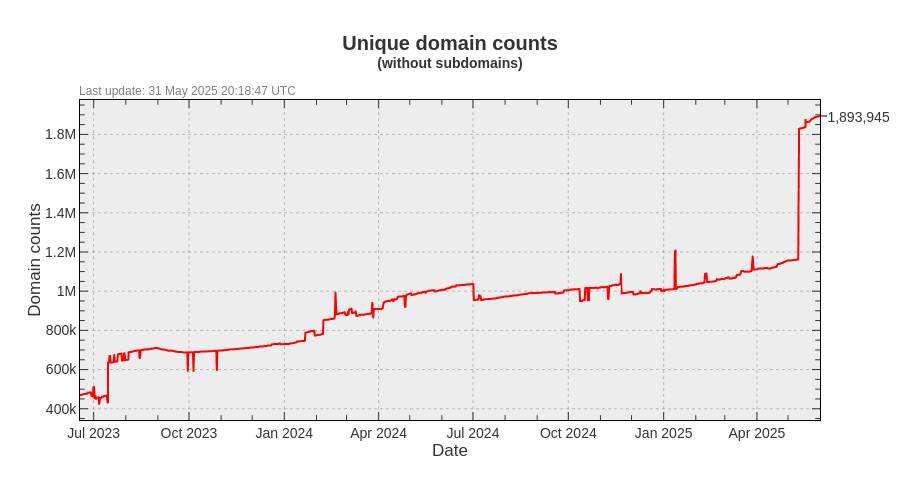 Unique domain counts
(without subdomains)
Last update: 31 May 2025 20:18:47 UTC
1,893,945
1.8M
1.6M
1.4M
1.2M
1M
800k
600k
400k
Domain counts
Jul 2023 Oct 2023 Jan 2024 Apr 2024 Jul 2024 Oct 2024 Jan 2025 Apr 2025
Date